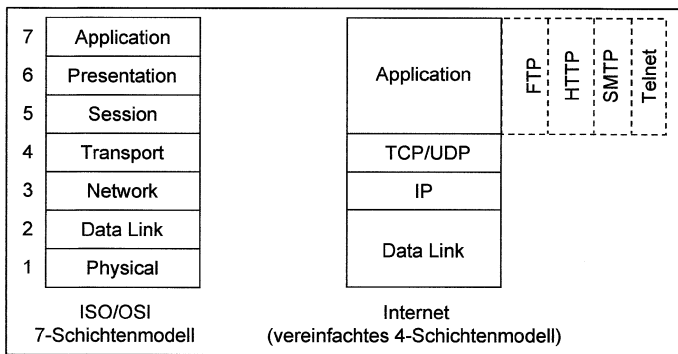 7 Application
6 Presentation
5 Session
4 Transport
3 Network
2 Data Link
1 Physical
ISO/OSI
7-Schichtenmodell
Application
FTP
HTTP
SMTP
Telnet
TCP/UDP
IP
Data Link
Internet
(vereinfachtes 4-Schichtenmodell)